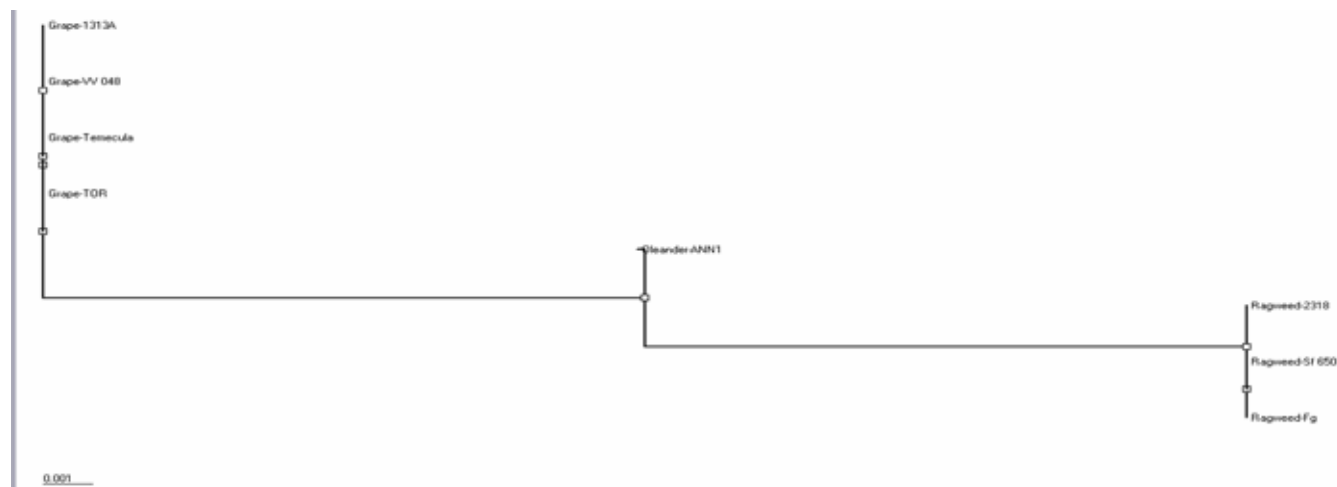 Grape-1313A
Grape-VV 048
Grape-Temecula
Grape-TOR
Oleander-ANN1
Ragweed-2318
Ragweed-Sf 650
Ragweed-Fg
0.001